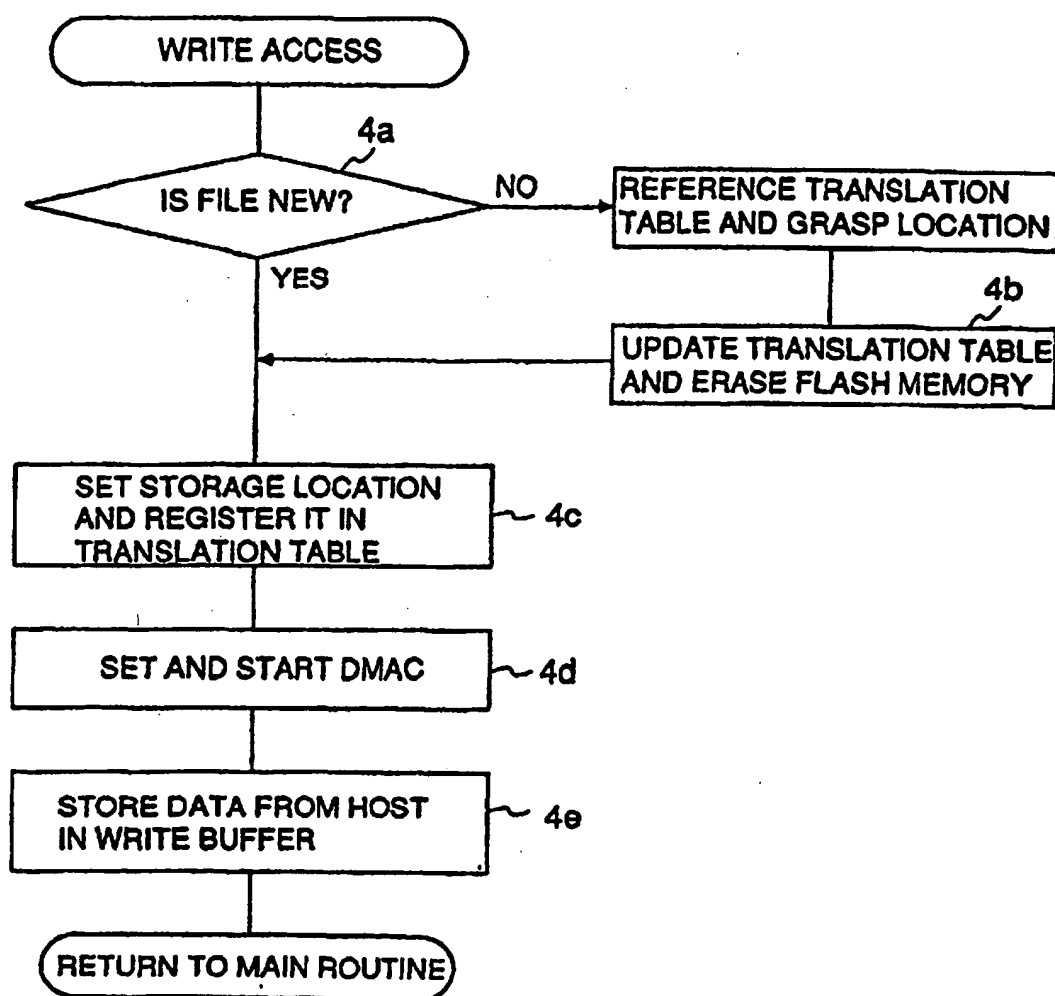 WRITE ACCESS
4a
IS FILE NEW?
NO
REFERENCE TRANSLATION
TABLE AND GRASP LOCATION
YES
4b
UPDATE TRANSLATION TABLE
AND ERASE FLASH MEMORY
SET STORAGE LOCATION
AND REGISTER IT IN
TRANSLATION TABLE
4c
SET AND START DMAC
4d
STORE DATA FROM HOST
IN WRITE BUFFER
4e
RETURN TO MAIN ROUTINE